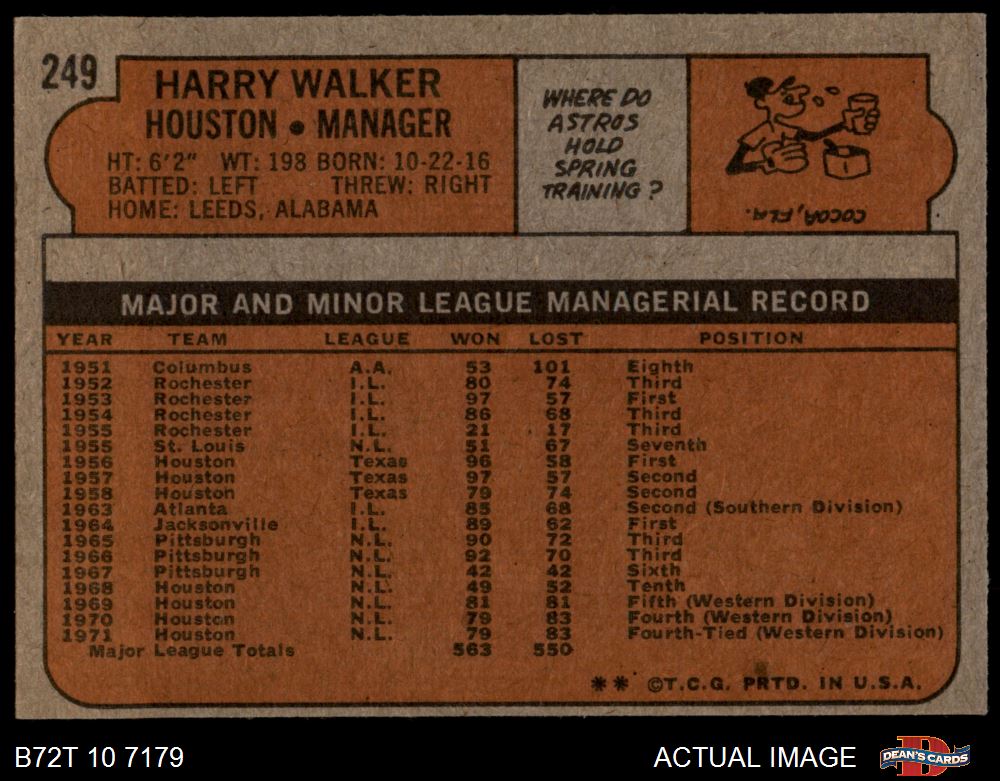 249
HARRY WALKER
HOUSTON • MANAGER
HT: 6'2" WT: 198 BORN: 10-22-16
BATTED: LEFT THREW: RIGHT
HOME: LEEDS, ALABAMA
WHERE DO
ASTROS
HOLD
SPRING
TRAINING?
COCOA, FLA.
MAJOR AND MINOR LEAGUE MANAGERIAL RECORD
YEAR TEAM LEAGUE WON LOST POSITION
1951 Columbus A.A. 53 101 Eighth
1952 Rochester I.L. 80 74 Third
1953 Rochester I.L. 97 57 First
1954 Rochester I.L. 86 68 Third
1955 Rochester I.L. 21 17 Third
1955 St. Louis N.L. 51 67 Seventh
1956 Houston Texas 96 58 First
1957 Houston Texas 97 57 Second
1958 Houston Texas 79 74 Second
1963 Atlanta I.L. 85 68 Second (Southern Division)
1964 Jacksonville I.L. 89 62 First
1965 Pittsburgh N.L. 90 72 Third
1966 Pittsburgh N.L. 92 70 Third
1967 Pittsburgh N.L. 42 42 Sixth
1968 Houston N.L. 49 52 Tenth
1969 Houston N.L. 81 81 Fifth (Western Division)
1970 Houston N.L. 79 83 Fourth (Western Division)
1971 Houston N.L. 79 83 Fourth-Tied (Western Division)
Major League Totals 563 550
** ©T.C.G. PRTD. IN U.S.A.
B72T 10 7179 ACTUAL IMAGE DEAN'S CARDS